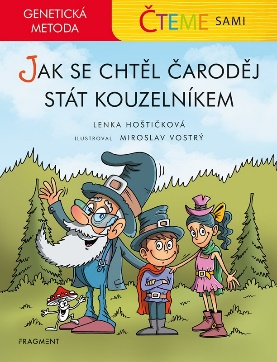 GENETICKÁ
METODA
ČTEME SAMI
JAK SE CHTĚL ČARODĚJ
STÁT KOUZELNÍKEM
LENKA HOŠTIČKOVÁ
ILUSTROVAL MIROSLAV VOSTRÝ
FRAGMENT